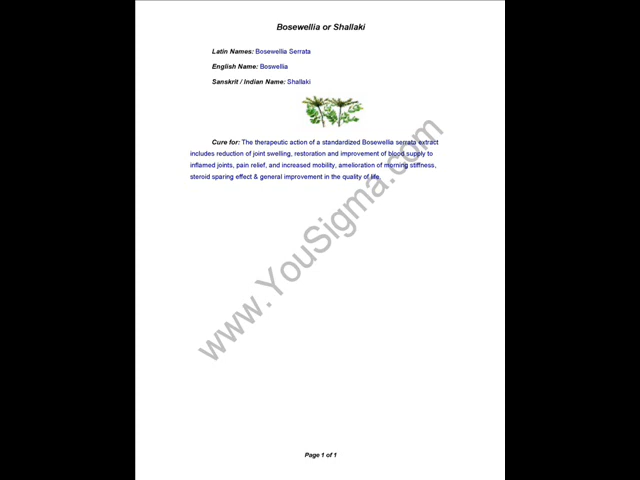 Bosewellia or Shallaki
Latin Names: Bosewellia Serrata
English Name: Boswellia
Sanskrit / Indian Name: Shallaki
Cure for: The therapeutic action of a standardized Bosewellia serrata extract
includes reduction of joint swelling, restoration and improvement of blood supply to
inflamed joints, pain relief, and increased mobility, amelioration of morning stiffness,
steroid sparing effect & general improvement in the quality of life.
www.YouSigma.com
Page 1 of 1